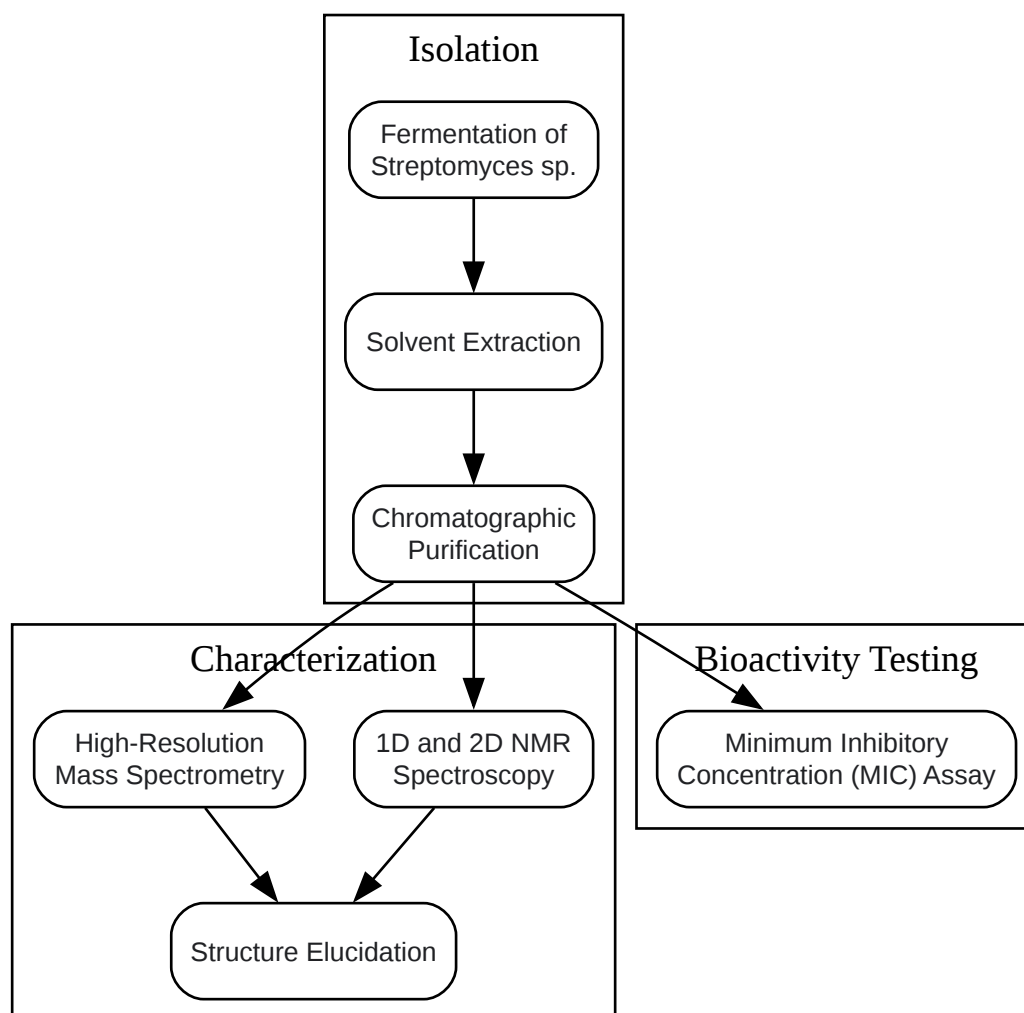 Isolation
Fermentation of
Streptomyces sp.
Solvent Extraction
Chromatographic
Purification
Characterization
Bioactivity Testing
High-Resolution
Mass Spectrometry
1D and 2D NMR
Spectroscopy
Minimum Inhibitory
Concentration (MIC) Assay
Structure Elucidation